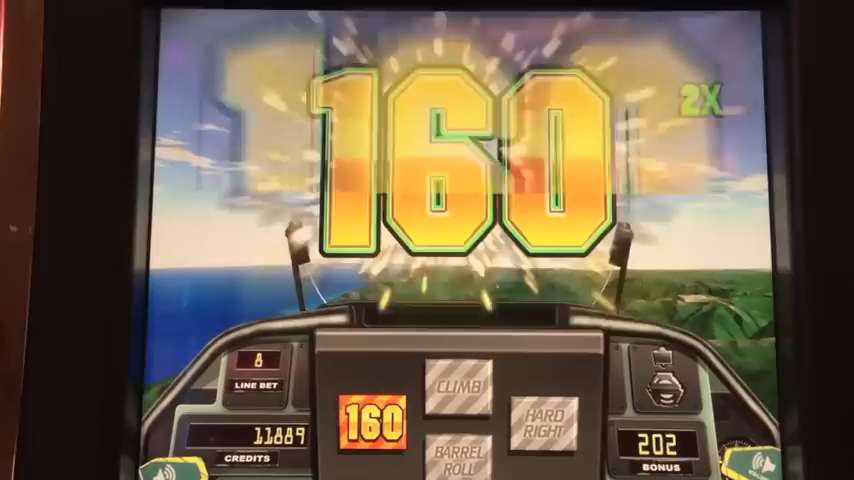 160
2X
8
LINE BET
11889
CREDITS
160
CLIMB
BARREL
ROLL
HARD
RIGHT
202
BONUS